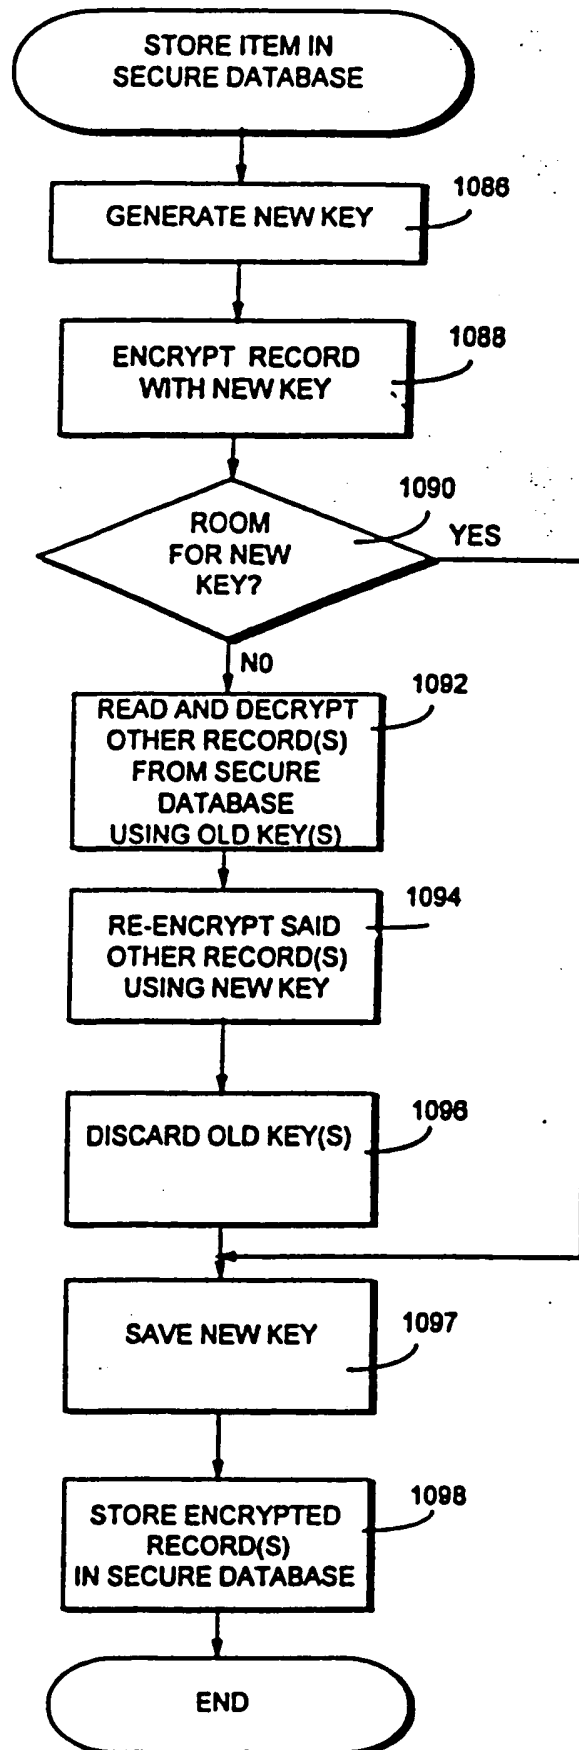 STORE ITEM IN
SECURE DATABASE
1086
GENERATE NEW KEY
1088
ENCRYPT RECORD
WITH NEW KEY
1090
ROOM
FOR NEW
KEY?
YES
NO
1092
READ AND DECRYPT
OTHER RECORD(S)
FROM SECURE
DATABASE
USING OLD KEY(S)
1094
RE-ENCRYPT SAID
OTHER RECORD(S)
USING NEW KEY
1096
DISCARD OLD KEY(S)
SAVE NEW KEY
1097
1098
STORE ENCRYPTED
RECORD(S)
IN SECURE DATABASE
END